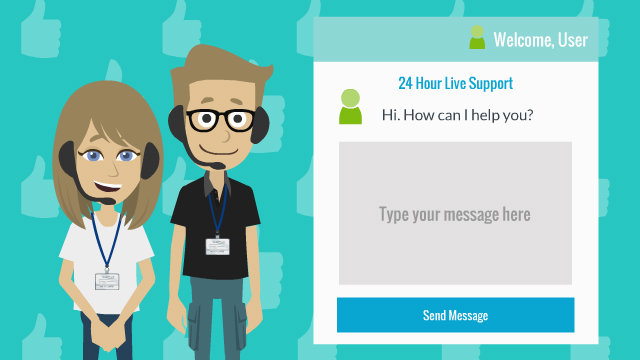 Welcome, User
24 Hour Live Support
Hi. How can I help you?
Type your message here
Send Message